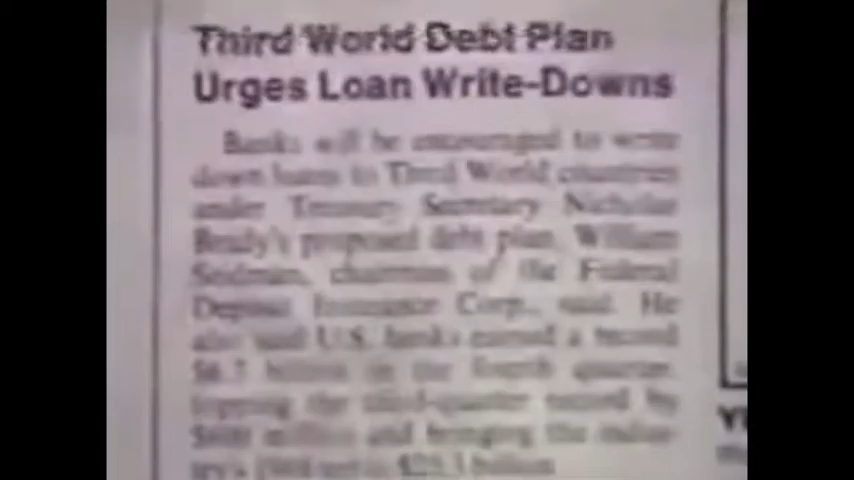 Third World Debt Plan
Urges Loan Write-Downs
Banks will be encouraged to write
down loans to Third World countries
under Treasury Secretary Nicholas
Brady's proposed debt plan, William
Seidman, chairman of the Federal
Deposit Insurance Corp., said. He
also said U.S. banks earned a record
billion in the fourth quarter,
topping the third-quarter record by
million and bringing the indus-
try's
billion
Y